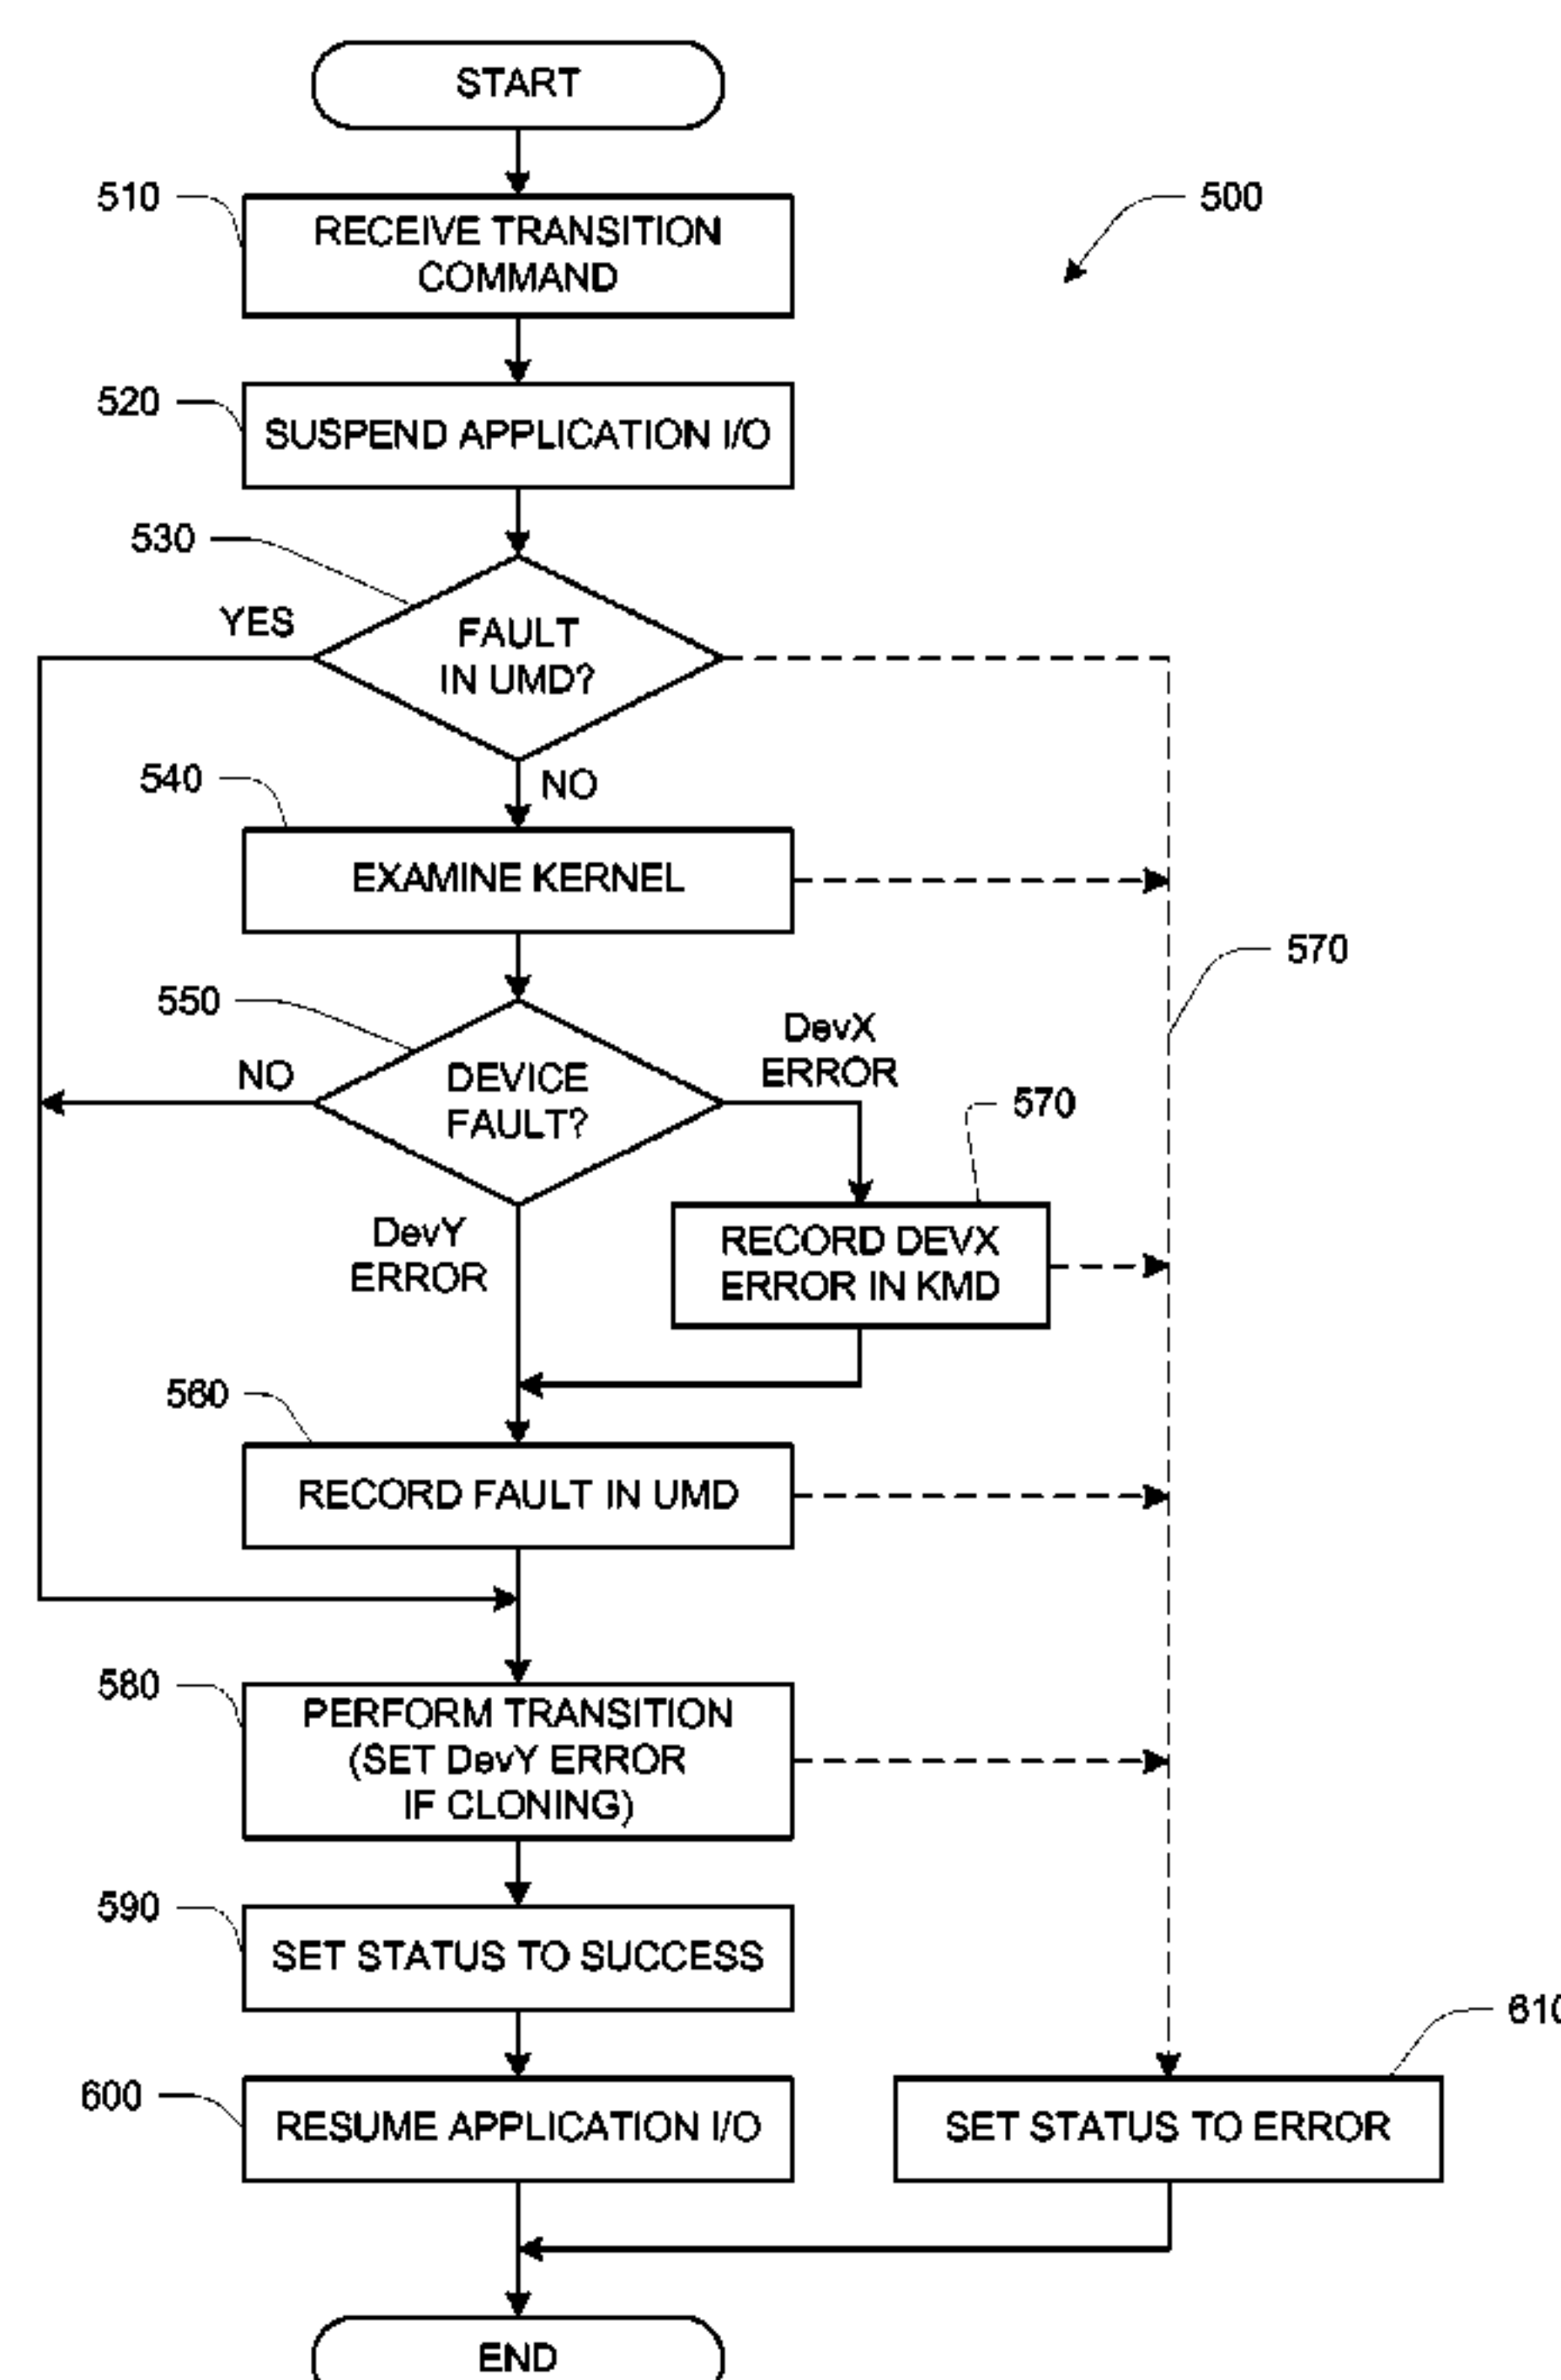 START
510
RECEIVE TRANSITION
COMMAND
500
520
SUSPEND APPLICATION I/O
530
YES
FAULT
IN UMD?
NO
540
EXAMINE KERNEL
570
550
NO
DEVICE
FAULT?
DevX
ERROR
570
DevY
ERROR
RECORD DEVX
ERROR IN KMD
560
RECORD FAULT IN UMD
580
PERFORM TRANSITION
(SET DevY ERROR
IF CLONING)
590
SET STATUS TO SUCCESS
610
600
RESUME APPLICATION I/O
SET STATUS TO ERROR
END